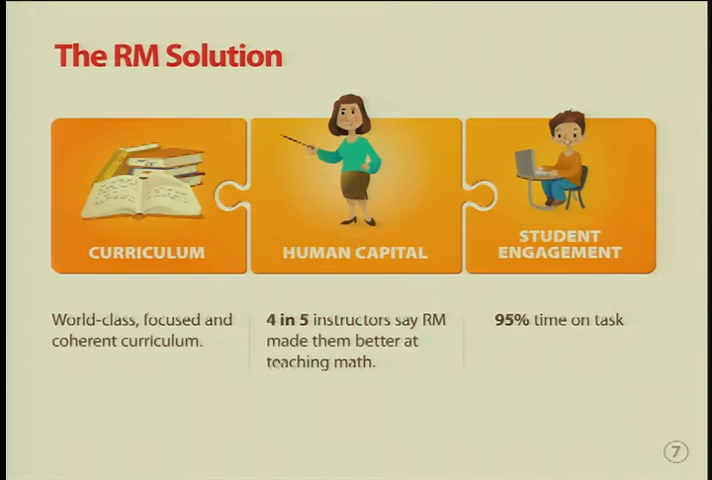 The RM Solution
CURRICULUM
HUMAN CAPITAL
STUDENT
ENGAGEMENT
World-class, focused and
coherent curriculum.
4 in 5 instructors say RM
made them better at
teaching math.
95% time on task
7